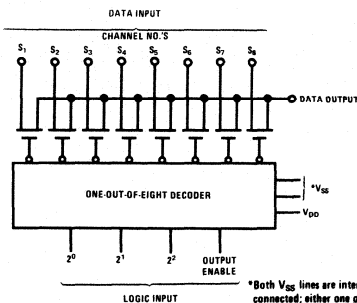 DATA INPUT
CHANNEL NO.'S
S1 S2 S3 S4 S5 S6 S7 S8
DATA OUTPUT
ONE-OUT-OF-EIGHT DECODER
*VSS
VDD
2⁰ 2¹ 2² OUTPUT ENABLE
LOGIC INPUT
*Both VSS lines are
connected; either one